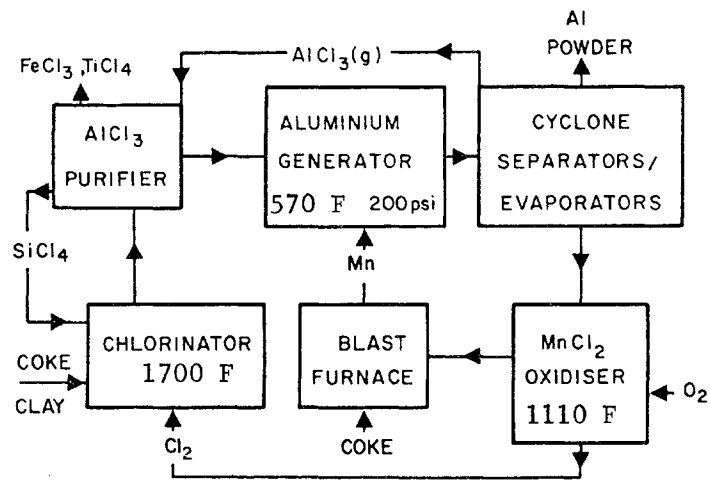 Al
POWDER
FeCl3 ,TiCl4
AlCl3(g)
AlCl3
PURIFIER
ALUMINIUM
GENERATOR
570 F 200psi
CYCLONE
SEPARATORS/
EVAPORATORS
SiCl4
Mn
CHLORINATOR
1700 F
BLAST
FURNACE
MnCl2
OXIDISER
1110 F
COKE
CLAY
O2
Cl2
COKE